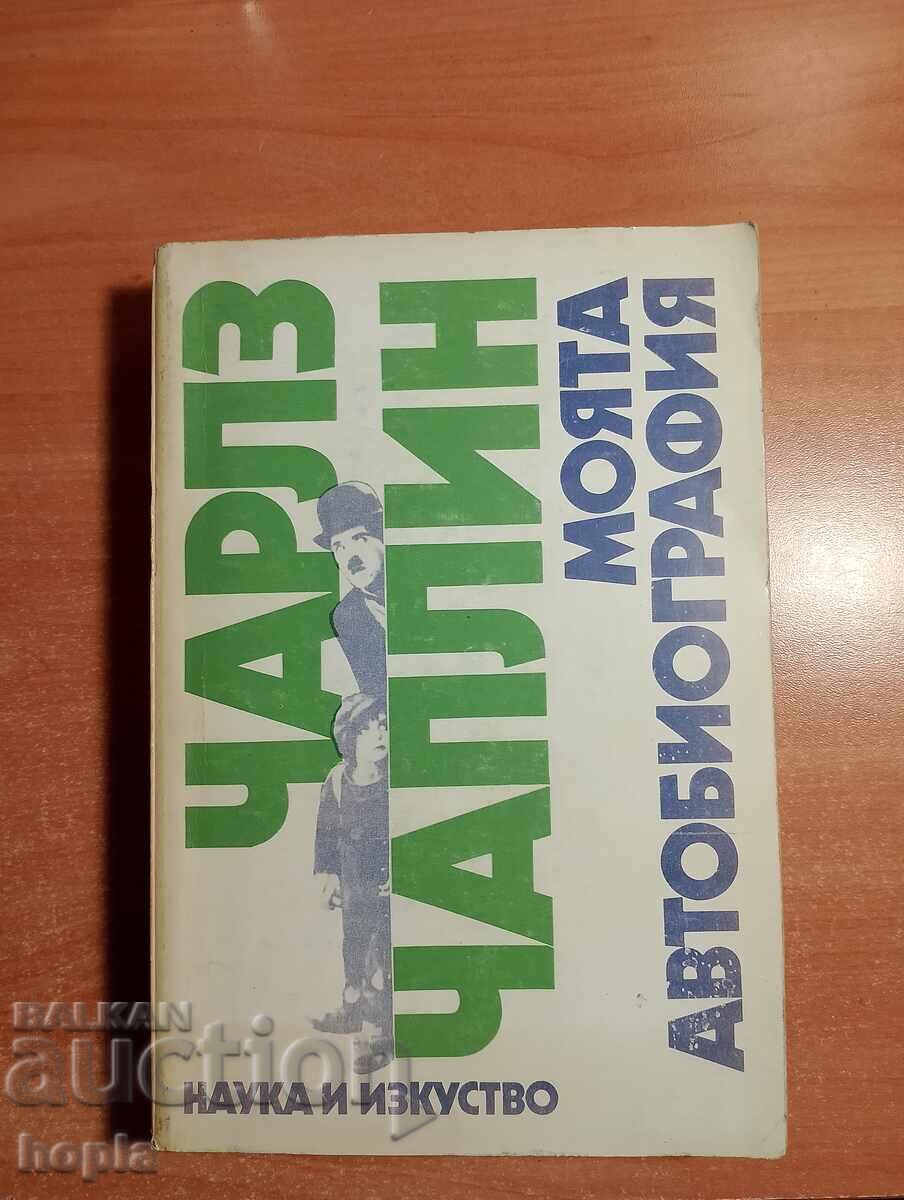 ЧАРЛЗ
ЧАПЛИН
МОЯТА
АВТОБИОГРАФИЯ
НАУКА И ИЗКУСТВО
BALKAN
auction
hopla